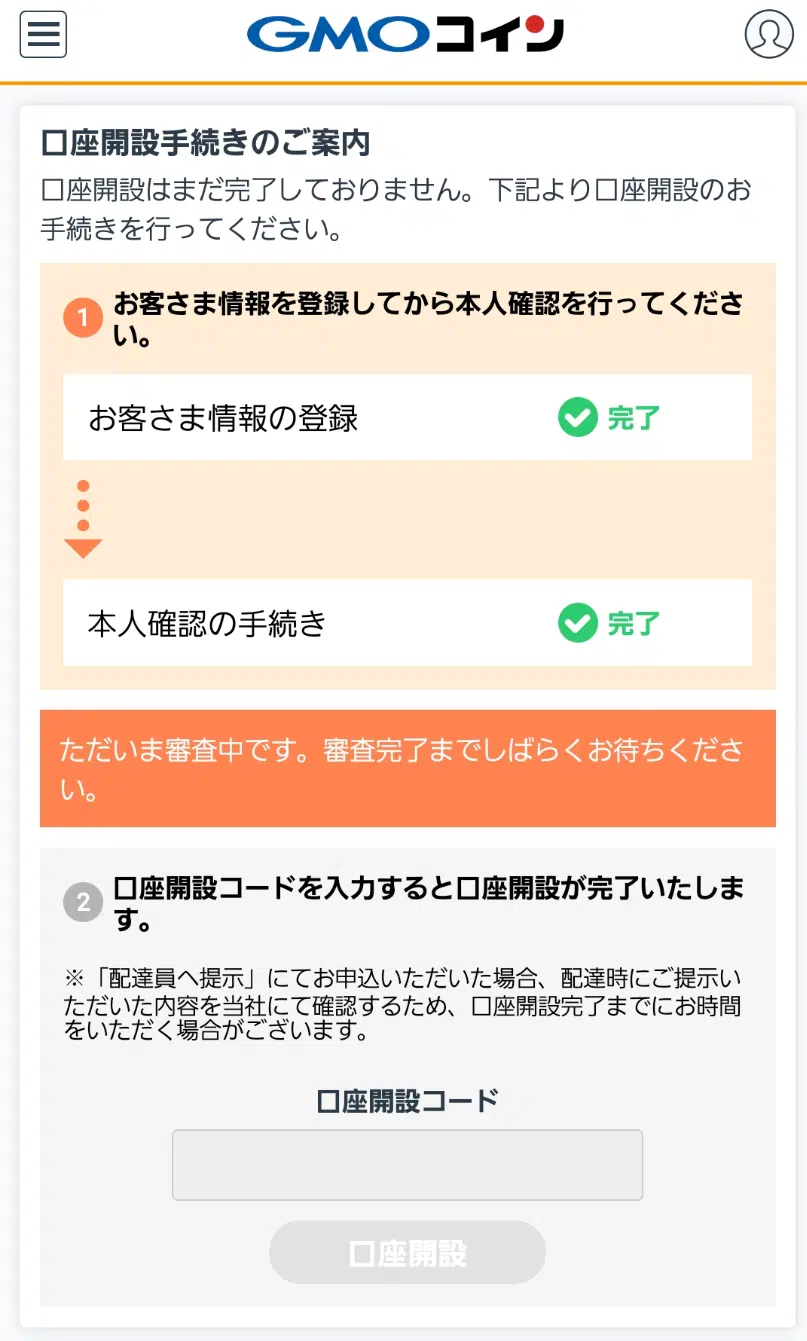 GMOコイン
口座開設手続きのご案内
口座開設はまだ完了しておりません。下記より口座開設のお
手続きを行ってください。
1 お客さま情報を登録してから本人確認を行ってくださ
い。
お客さま情報の登録 完了
本人確認の手続き 完了
ただいま審査中です。審査完了までしばらくお待ちくださ
い。
2 口座開設コードを入力すると口座開設が完了いたしま
す。
※「配達員へ提示」にてお申込いただいた場合、配達時にご提示い
ただいた内容を当社にて確認するため、口座開設完了までにお時間
をいただく場合がございます。
口座開設コード
口座開設